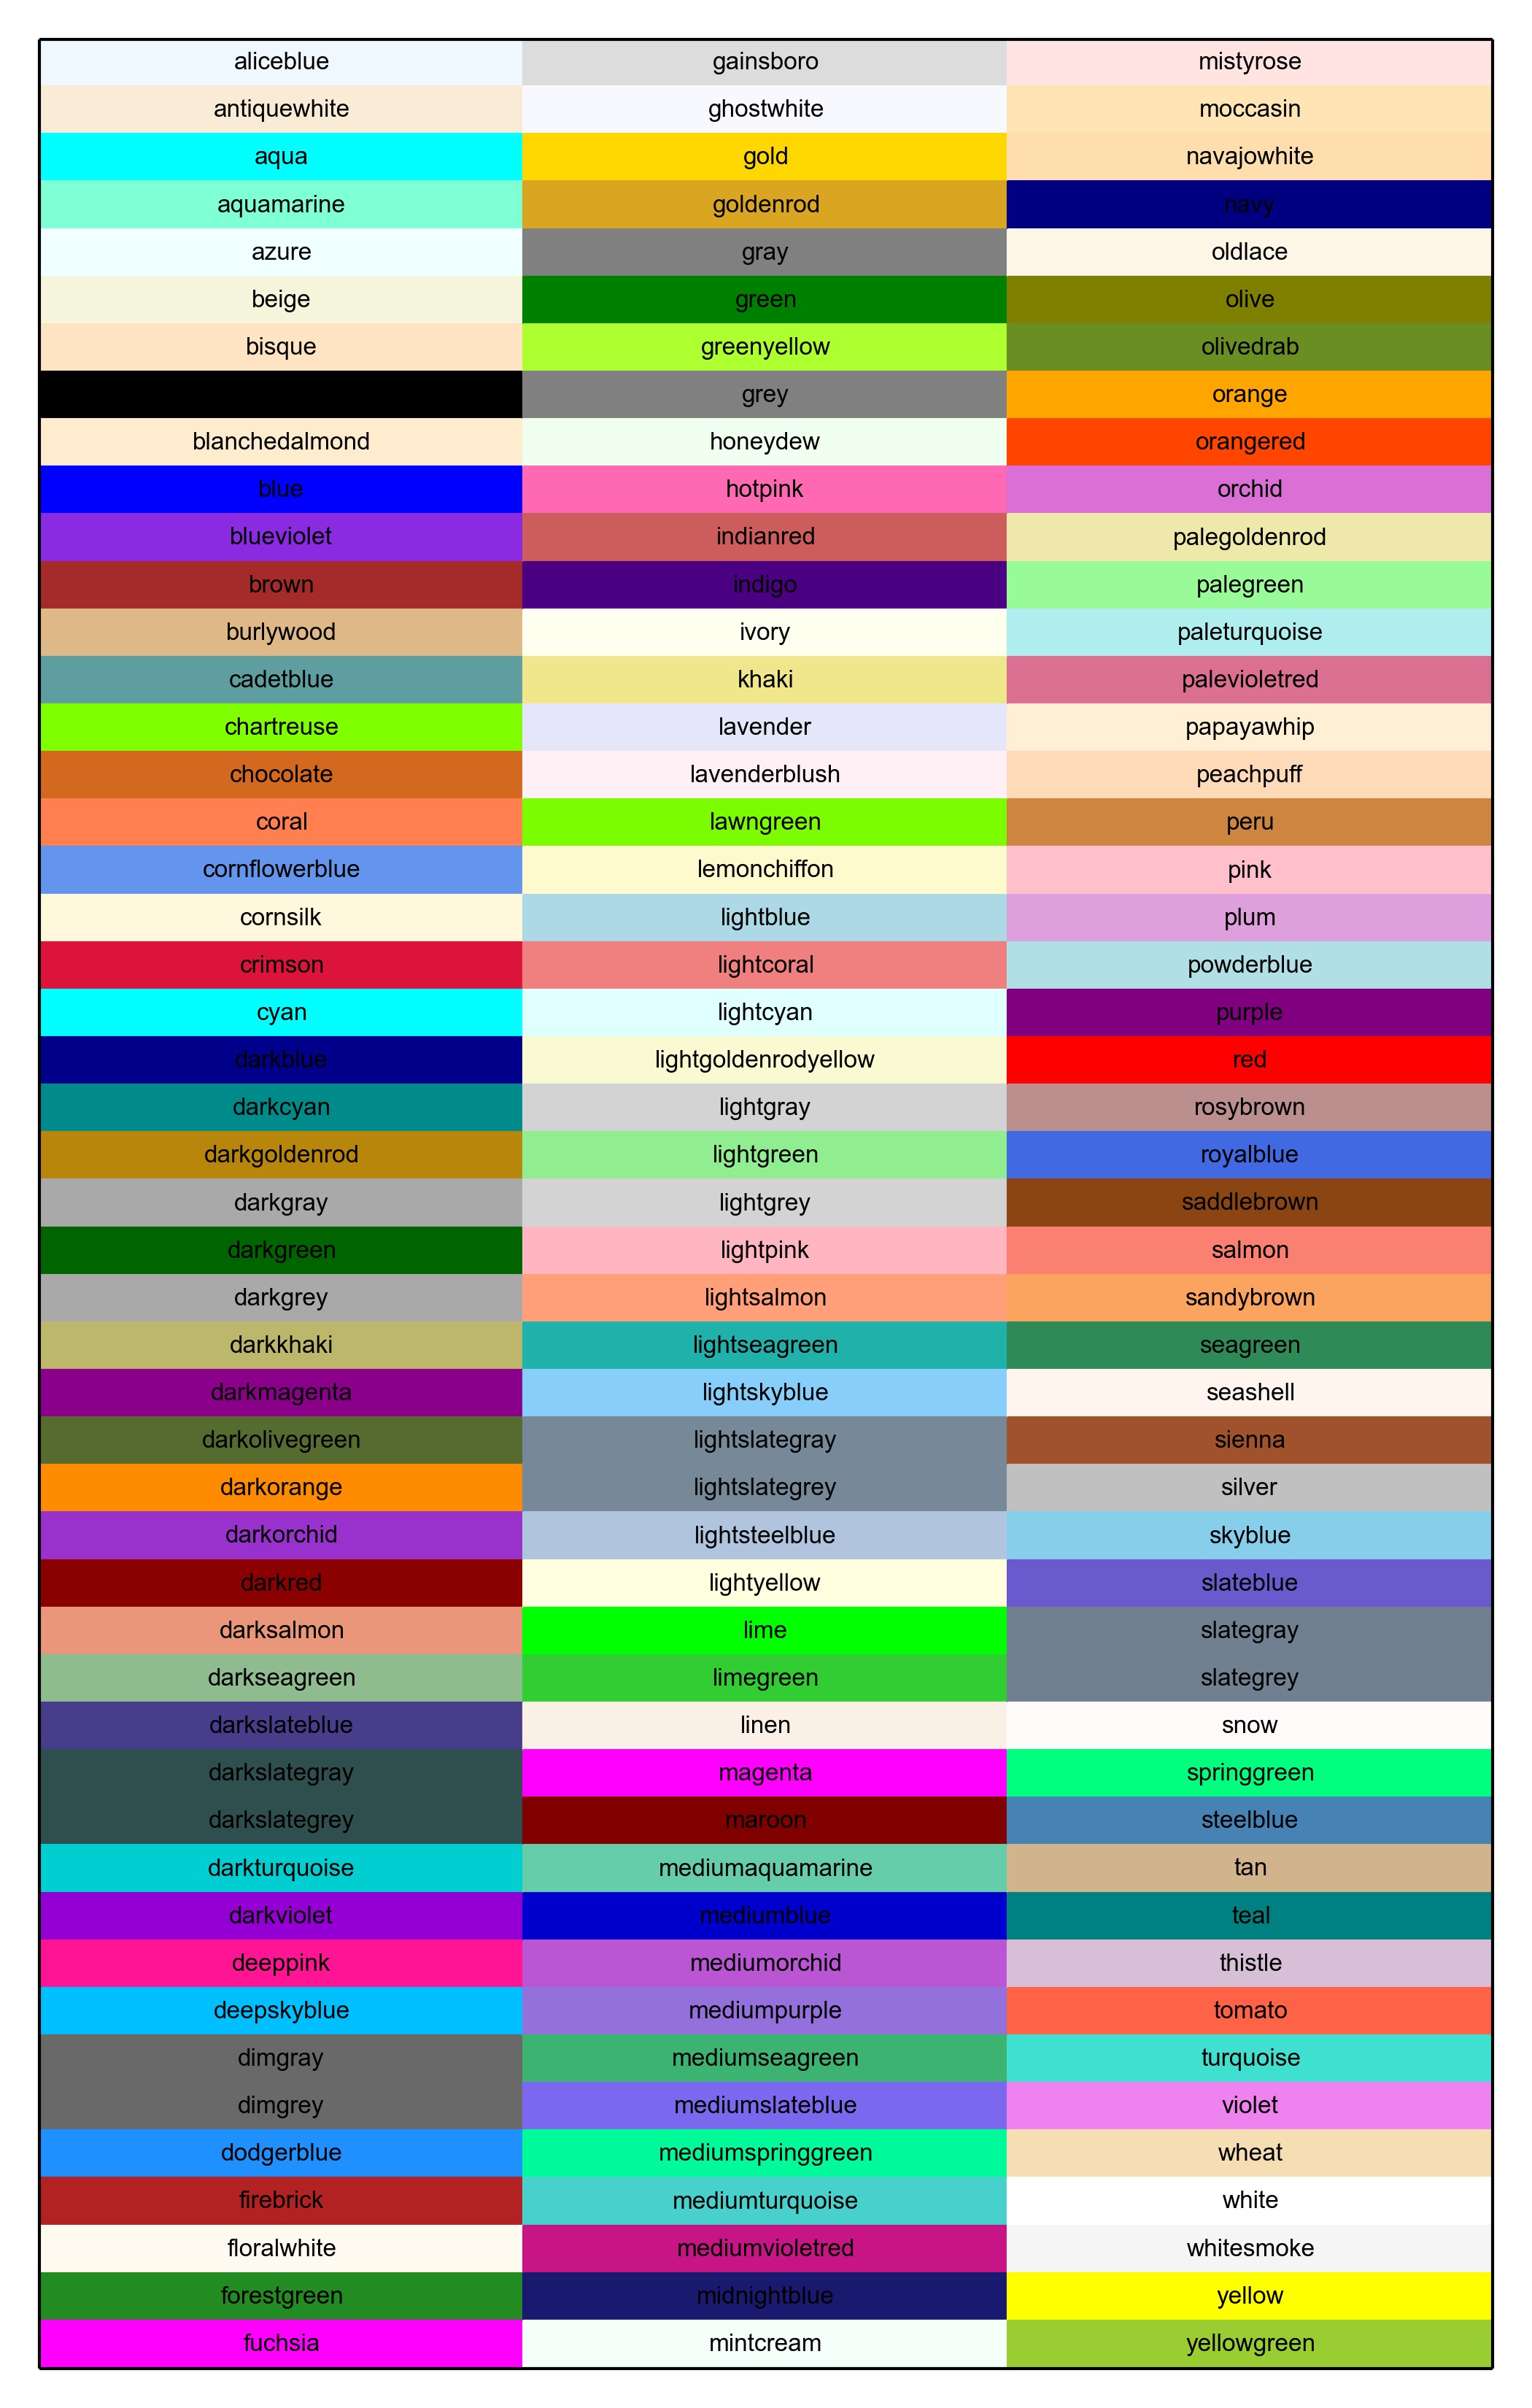 aliceblue gainsboro mistyrose
antiquewhite ghostwhite moccasin
aqua gold navajowhite
aquamarine goldenrod navy
azure gray oldlace
beige green olive
bisque greenyellow olivedrab
grey orange
blanchedalmond honeydew orangered
blue hotpink orchid
blueviolet indianred palegoldenrod
brown indigo palegreen
burlywood ivory paleturquoise
cadetblue khaki palevioletred
chartreuse lavender papayawhip
chocolate lavenderblush peachpuff
coral lawngreen peru
cornflowerblue lemonchiffon pink
cornsilk lightblue plum
crimson lightcoral powderblue
cyan lightcyan purple
darkblue lightgoldenrodyellow red
darkcyan lightgray rosybrown
darkgoldenrod lightgreen royalblue
darkgray lightgrey saddlebrown
darkgreen lightpink salmon
darkgrey lightsalmon sandybrown
darkkhaki lightseagreen seagreen
darkmagenta lightskyblue seashell
darkolivegreen lightslategray sienna
darkorange lightslategrey silver
darkorchid lightsteelblue skyblue
darkred lightyellow slateblue
darksalmon lime slategray
darkseagreen limegreen slategrey
darkslateblue linen snow
darkslategray magenta springgreen
darkslategrey maroon steelblue
darkturquoise mediumaquamarine tan
darkviolet mediumblue teal
deeppink mediumorchid thistle
deepskyblue mediumpurple tomato
dimgray mediumseagreen turquoise
dimgrey mediumslateblue violet
dodgerblue mediumspringgreen wheat
firebrick mediumturquoise white
floralwhite mediumvioletred whitesmoke
forestgreen midnightblue yellow
fuchsia mintcream yellowgreen